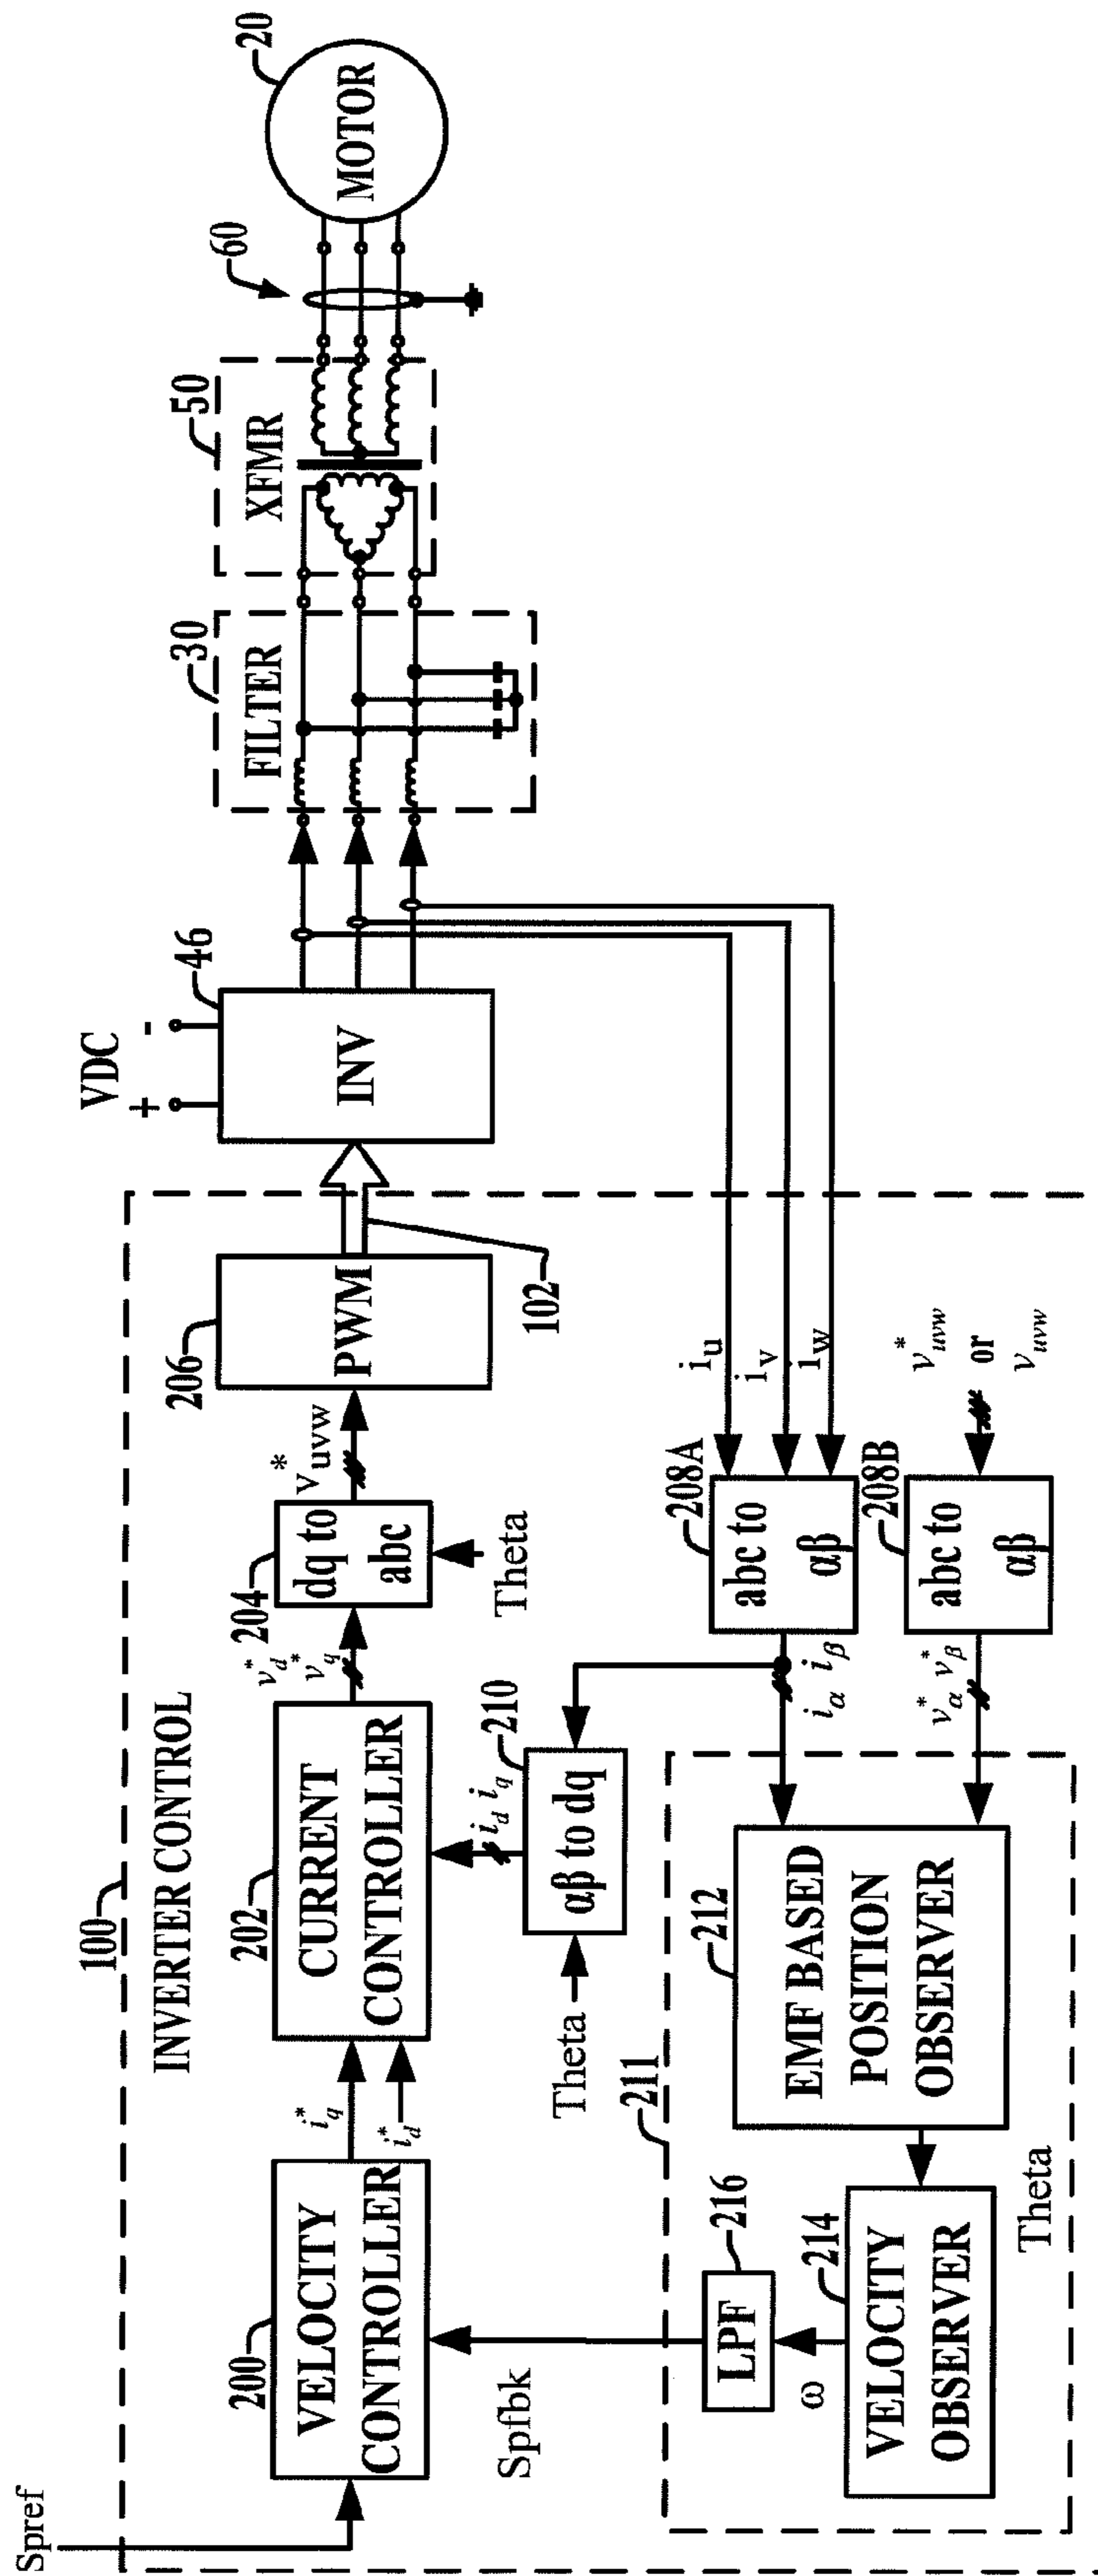 Spref
100
INVERTER CONTROL
200
VELOCITY
CONTROLLER
Spfbk
i*q
i*d
202
CURRENT
CONTROLLER
v*d
v*q
204
dq to
abc
Theta
v*uvw
206
PWM
102
VDC
+
-
46
INV
30
FILTER
50
XFMR
60
20
MOTOR
Theta
210
αβ to dq
id iq
iu
iv
iw
208A
abc to
αβ
iα iβ
v*uvw
or
vuvw
208B
abc to
αβ
v*α v*β
211
212
EMF BASED
POSITION
OBSERVER
Theta
214
VELOCITY
OBSERVER
ω
216
LPF